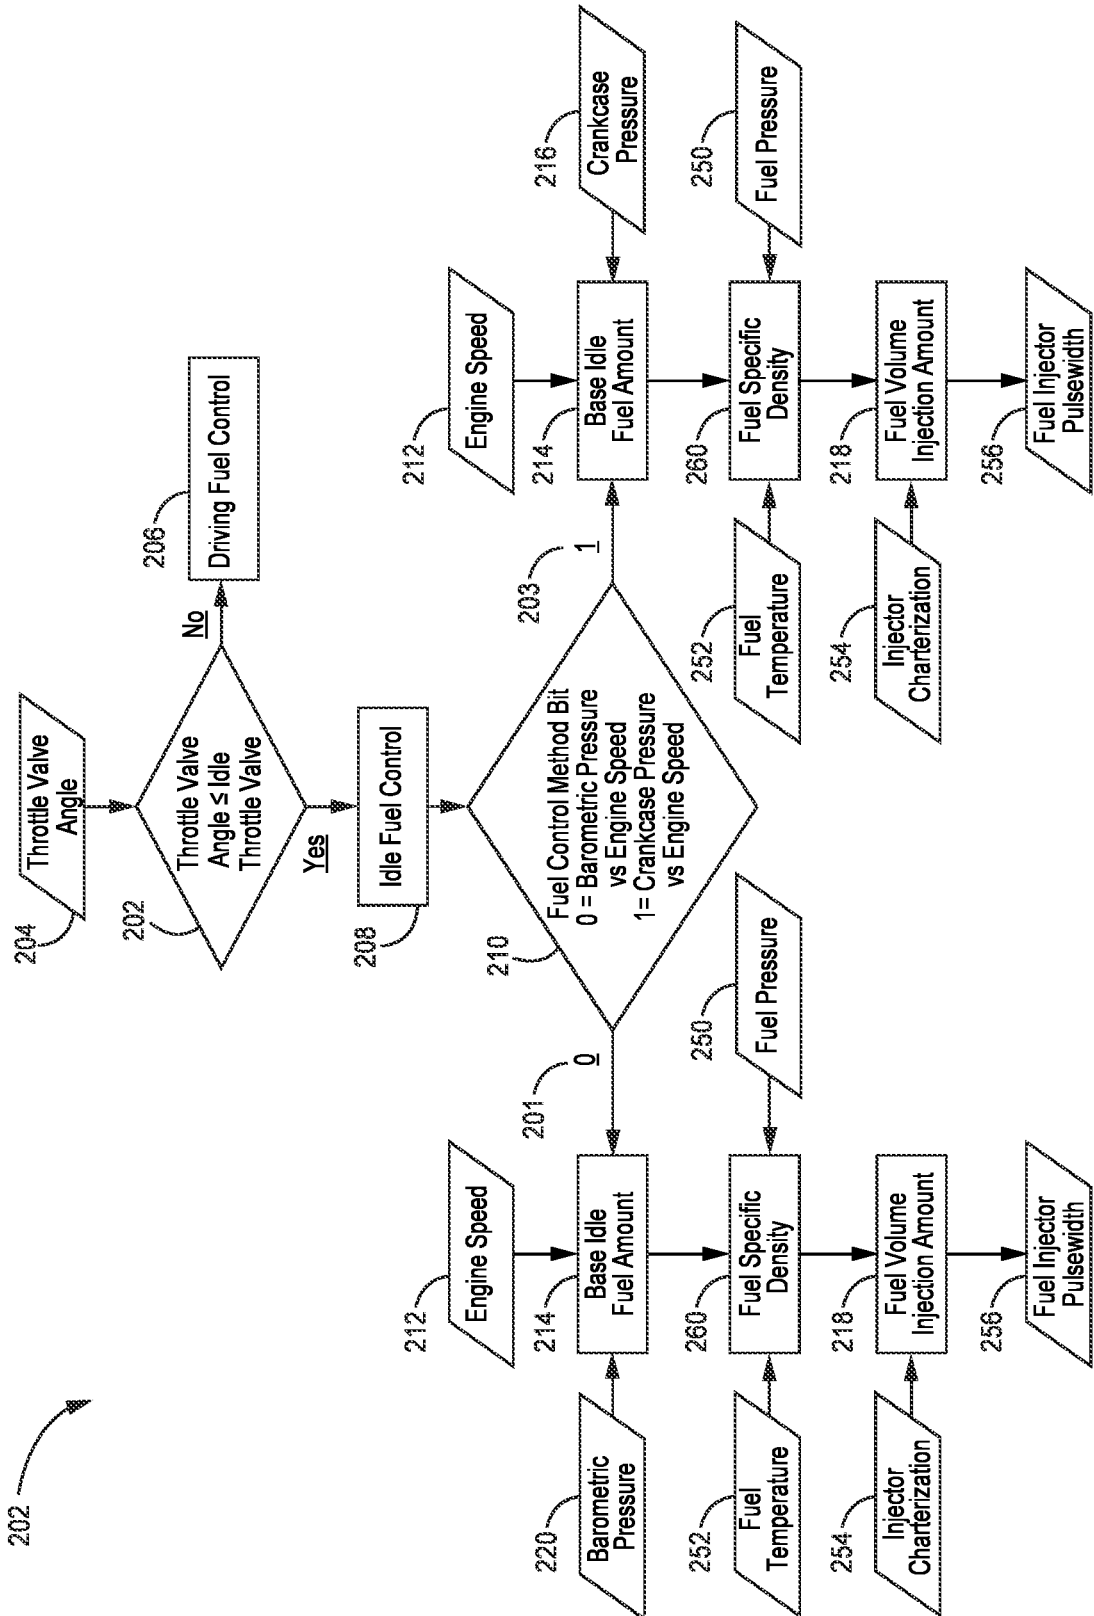 202
204
Throttle Valve
Angle
202
Throttle Valve
Angle ≤ Idle
Throttle Valve
No
206
Driving Fuel Control
Yes
208
Idle Fuel Control
210
Fuel Control Method Bit
0 = Barometric Pressure
vs Engine Speed
1= Crankcase Pressure
vs Engine Speed
201
0
203
1
212
Engine Speed
220
Barometric
Pressure
214
Base Idle
Fuel Amount
252
Fuel
Temperature
260
Fuel Specific
Density
250
Fuel Pressure
254
Injector
Charterization
218
Fuel Volume
Injection Amount
256
Fuel Injector
Pulsewidth
212
Engine Speed
214
Base Idle
Fuel Amount
216
Crankcase
Pressure
252
Fuel
Temperature
260
Fuel Specific
Density
250
Fuel Pressure
254
Injector
Charterization
218
Fuel Volume
Injection Amount
256
Fuel Injector
Pulsewidth